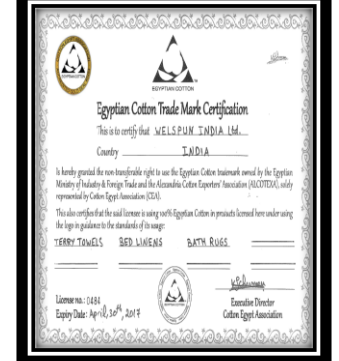 EGYPTIAN COTTON
EGYPTIAN COTTON
Egyptian Cotton Trade Mark Certification
This is to certify that WELSPUN INDIA Ltd.
Country INDIA
Is hereby granted the non-transferable right to use the Egyptian Cotton trademark owned by the Egyptian
Ministry of Industry & Foreign Trade and the Alexandria Cotton Exporters' Association (ALCOTEXA), solely
represented by Cotton Egypt Association (CEA).
This also certifies that the said licensee is using 100% Egyptian Cotton in products licensed here under using
the logo in guidance to the standards of its usage:
TERRY TOWELS BED LINENS BATH RUGS
License no.: 0482
Expiry Date: April, 30th, 2017
Executive Director
Cotton Egypt Association